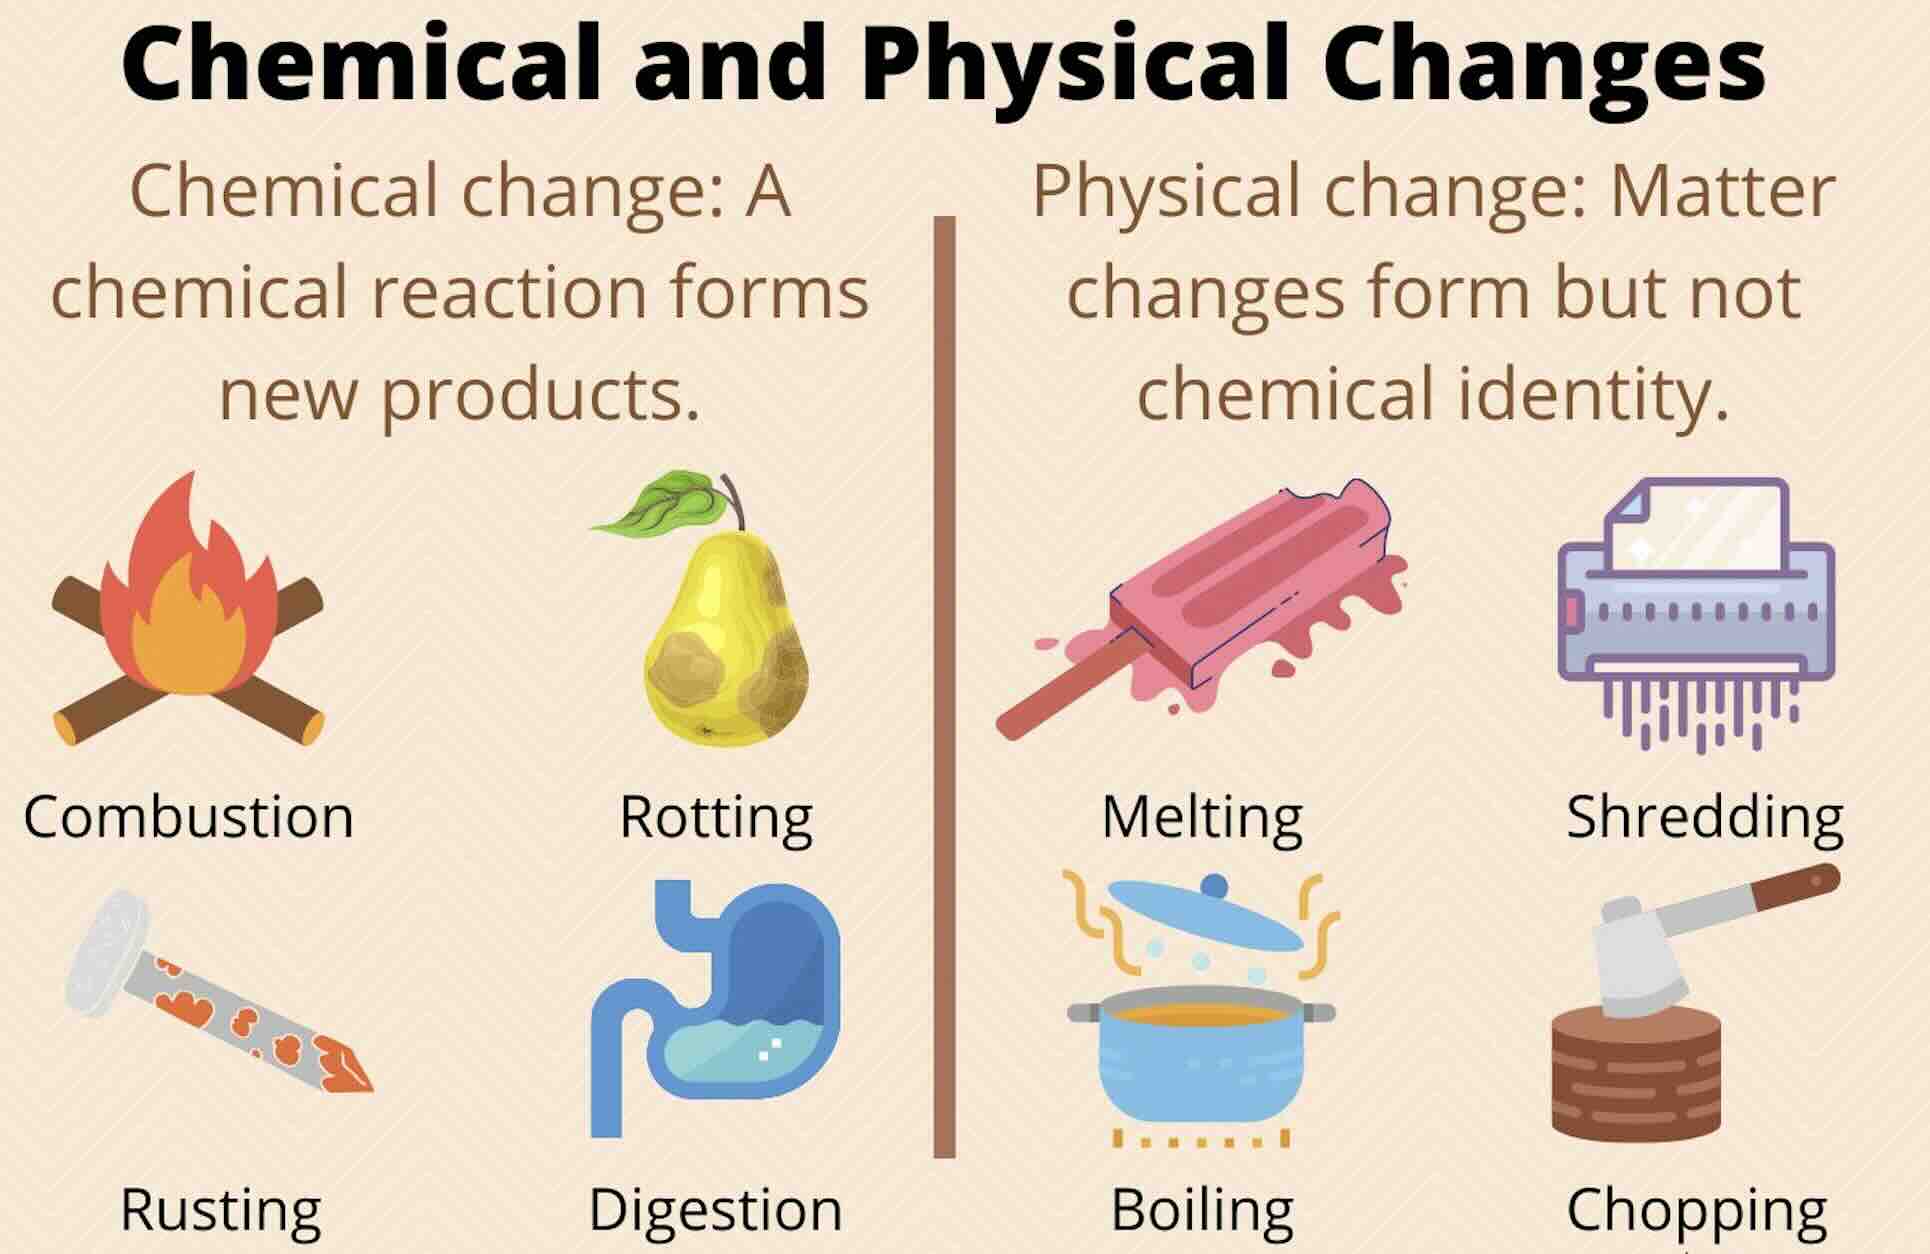 Chemical and Physical Changes
Chemical change: A
chemical reaction forms
new products.
Physical change: Matter
changes form but not
chemical identity.
Combustion
Rotting
Melting
Shredding
Rusting
Digestion
Boiling
Chopping